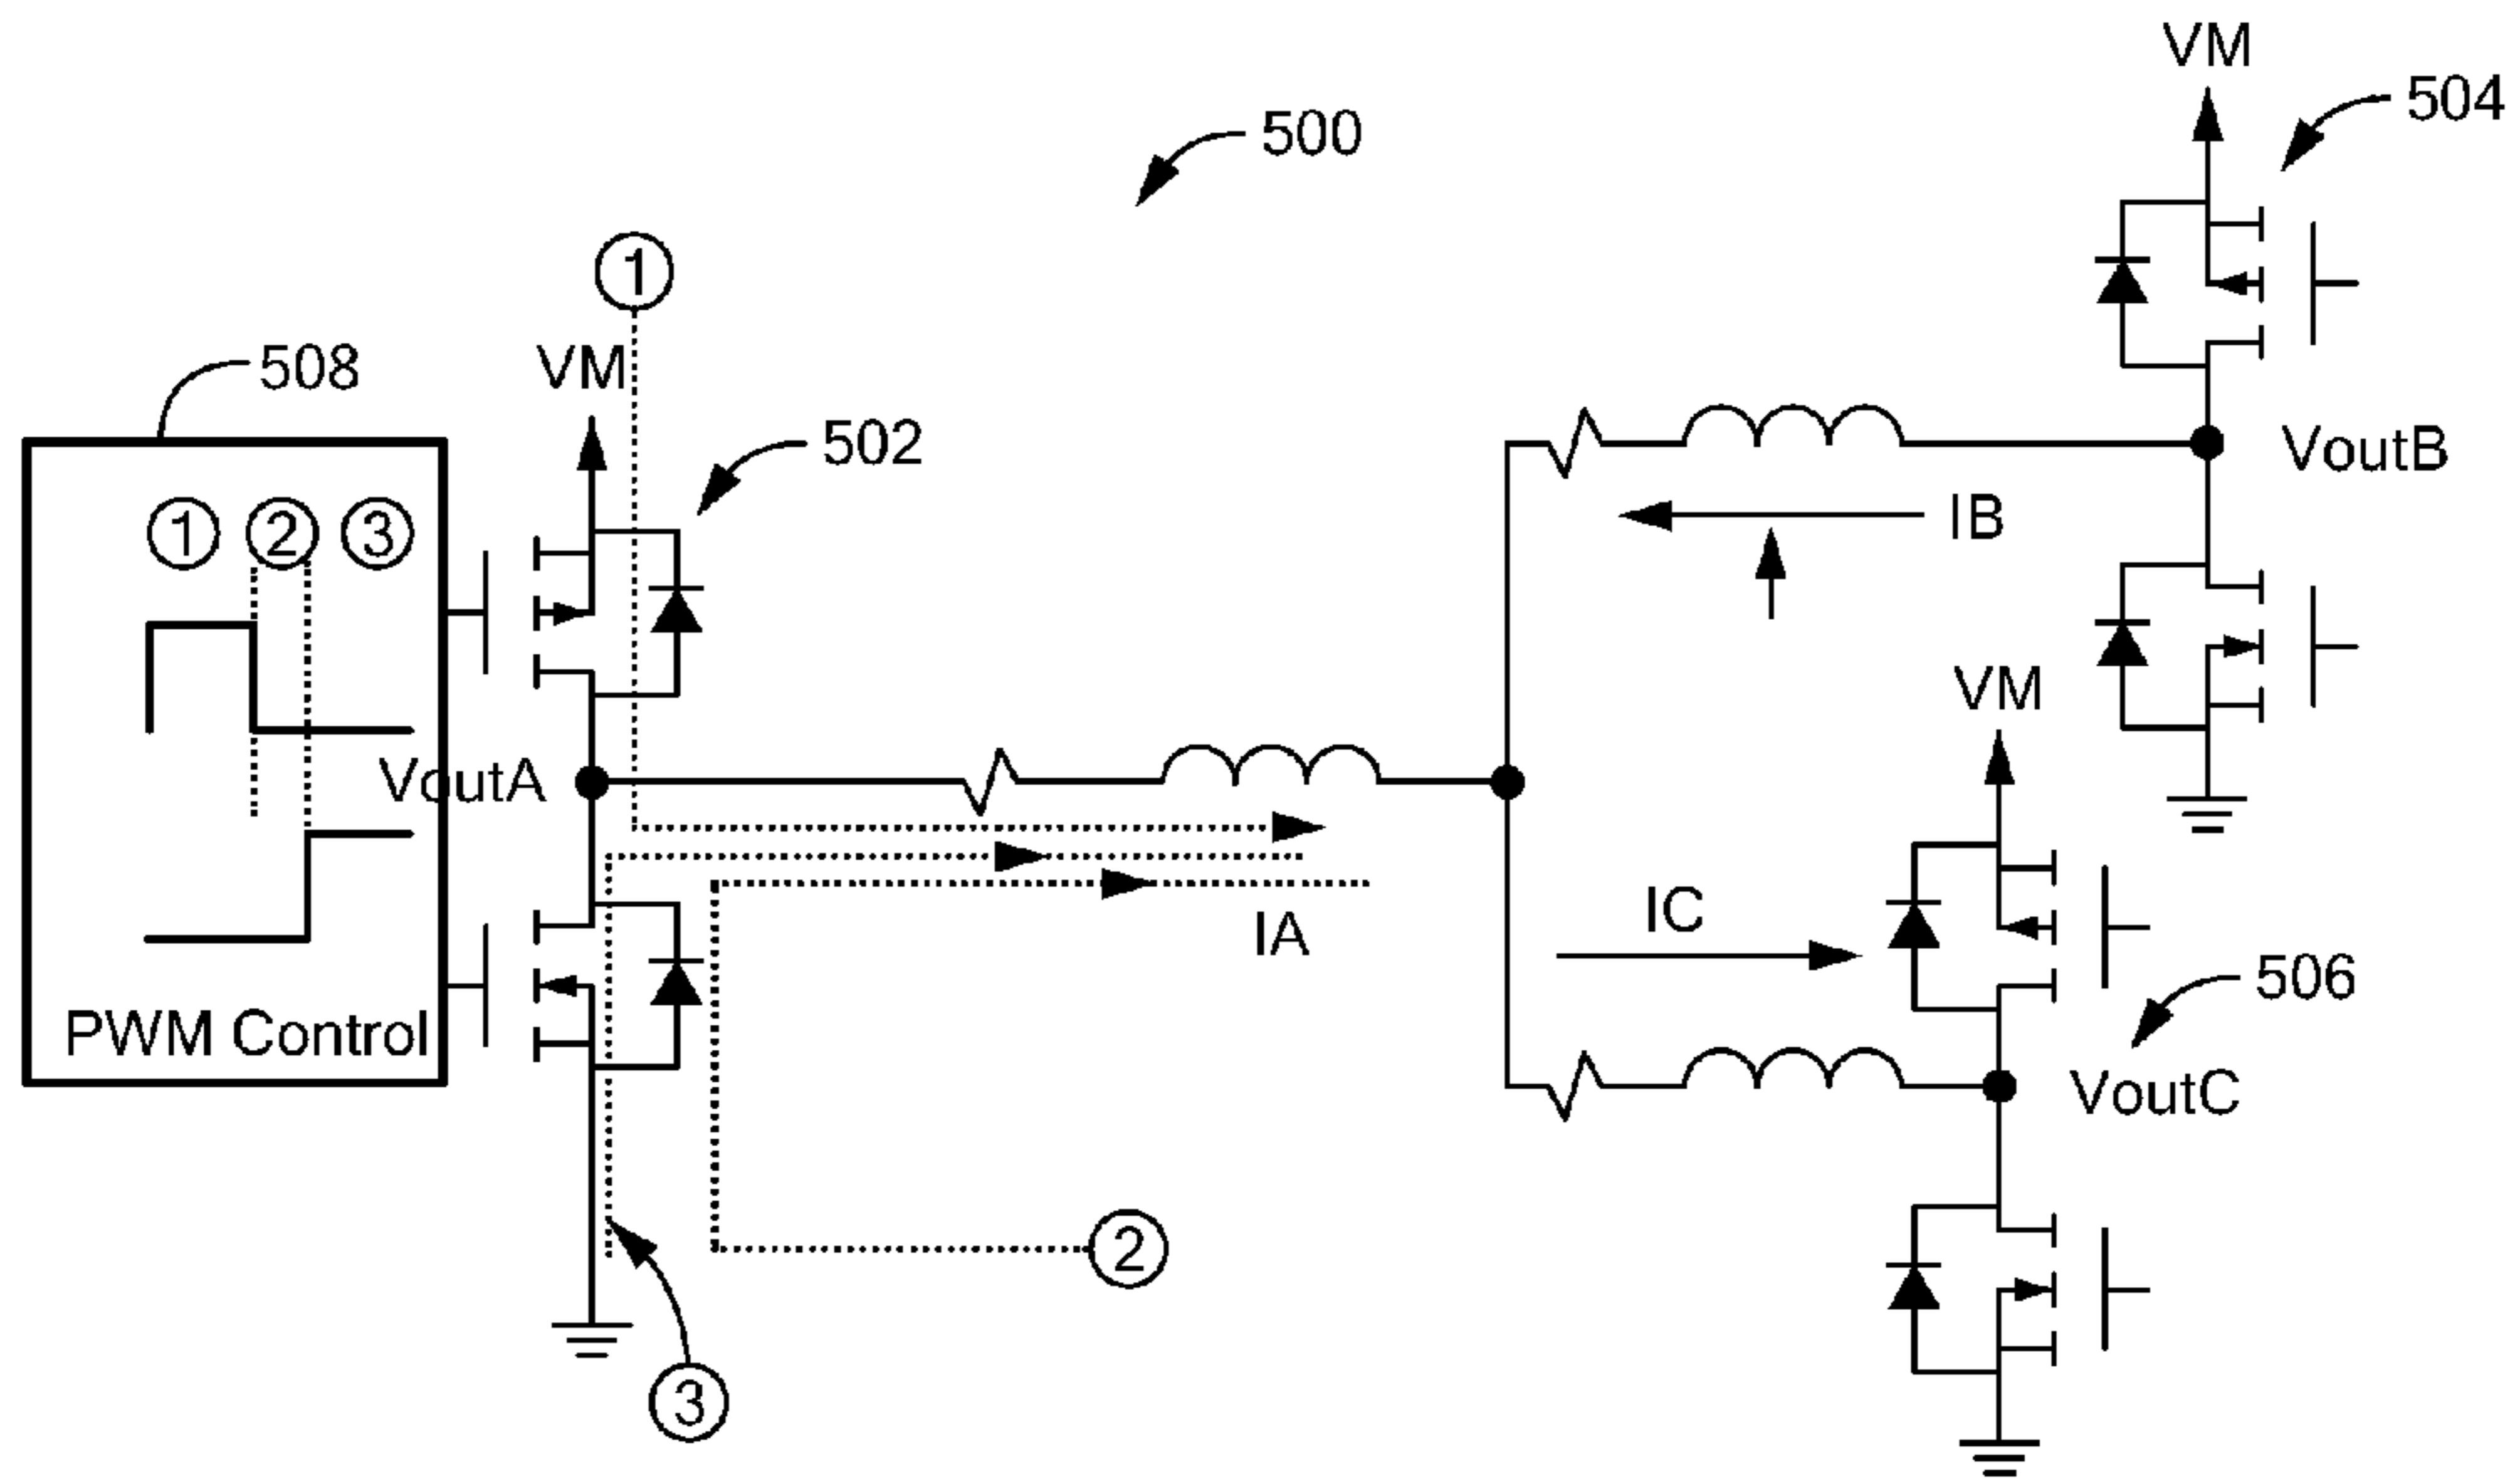 VM
504
500
①
508
VM
502
VoutB
① ② ③
IB
VM
VoutA
IC
IA
506
PWM Control
VoutC
②
③